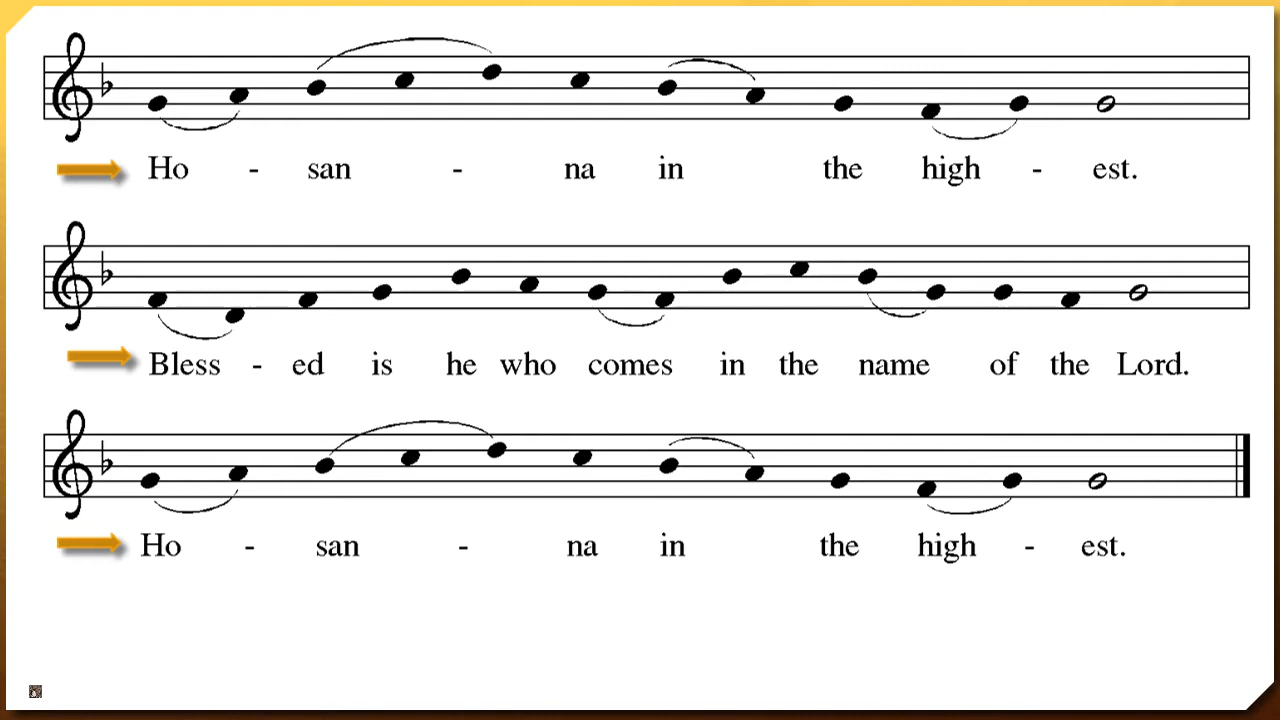 Ho - san - na in the high - est.
Bless - ed is he who comes in the name of the Lord.
Ho - san - na in the high - est.